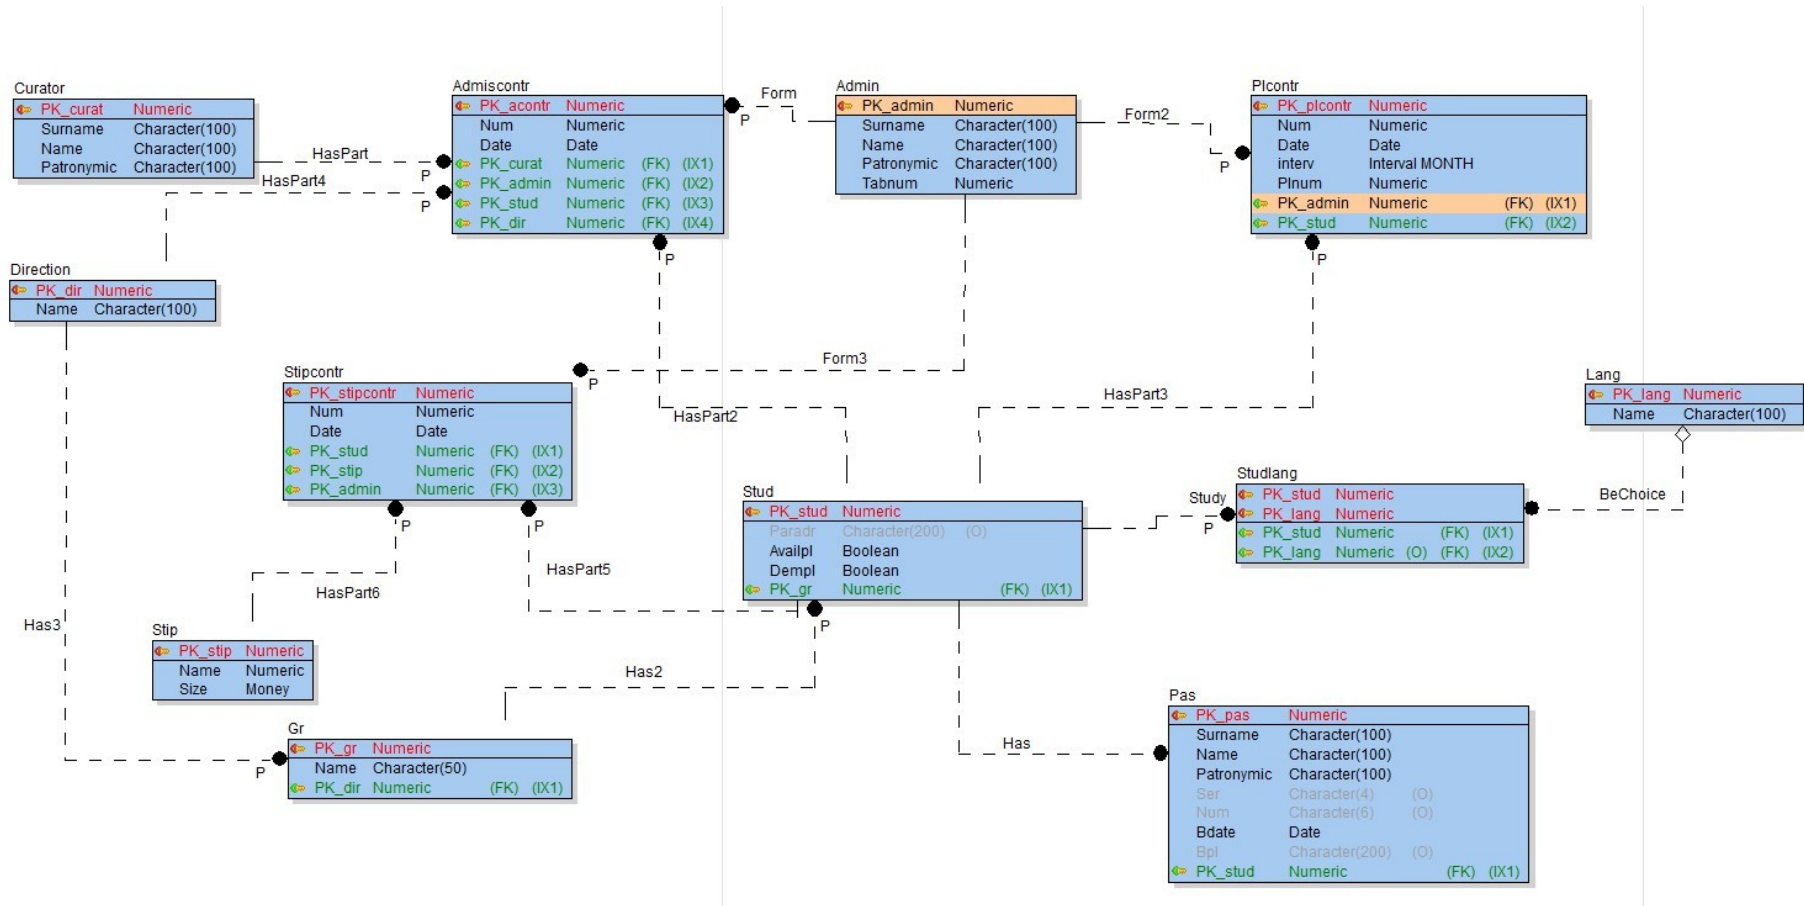 Curator
PK_curat Numeric
Surname Character(100)
Name Character(100)
Patronymic Character(100)
HasPart
P
HasPart4
P
Admiscontr
PK_acontr Numeric
Num Numeric
Date Date
PK_curat Numeric (FK) (IX1)
PK_admin Numeric (FK) (IX2)
PK_stud Numeric (FK) (IX3)
PK_dir Numeric (FK) (IX4)
P
Form
P
Admin
PK_admin Numeric
Surname Character(100)
Name Character(100)
Patronymic Character(100)
Tabnum Numeric
Form2
P
Plcontr
PK_plcontr Numeric
Num Numeric
Date Date
interv Interval MONTH
Plnum Numeric
PK_admin Numeric (FK) (IX1)
PK_stud Numeric (FK) (IX2)
P
Direction
PK_dir Numeric
Name Character(100)
Form3
P
HasPart2
HasPart3
Stipcontr
PK_stipcontr Numeric
Num Numeric
Date Date
PK_stud Numeric (FK) (IX1)
PK_stip Numeric (FK) (IX2)
PK_admin Numeric (FK) (IX3)
P
P
Lang
PK_lang Numeric
Name Character(100)
Stud
PK_stud Numeric
Paradr Character(200) (O)
Availpl Boolean
Dempl Boolean
PK_gr Numeric (FK) (IX1)
P
Study
P
Studlang
PK_stud Numeric
PK_lang Numeric
PK_stud Numeric (FK) (IX1)
PK_lang Numeric (O) (FK) (IX2)
BeChoice
HasPart6
HasPart5
Has3
Stip
PK_stip Numeric
Name Numeric
Size Money
Has2
Has
P
Gr
PK_gr Numeric
Name Character(50)
PK_dir Numeric (FK) (IX1)
Pas
PK_pas Numeric
Surname Character(100)
Name Character(100)
Patronymic Character(100)
Ser Character(4) (O)
Num Character(6) (O)
Bdate Date
Bpl Character(200) (O)
PK_stud Numeric (FK) (IX1)